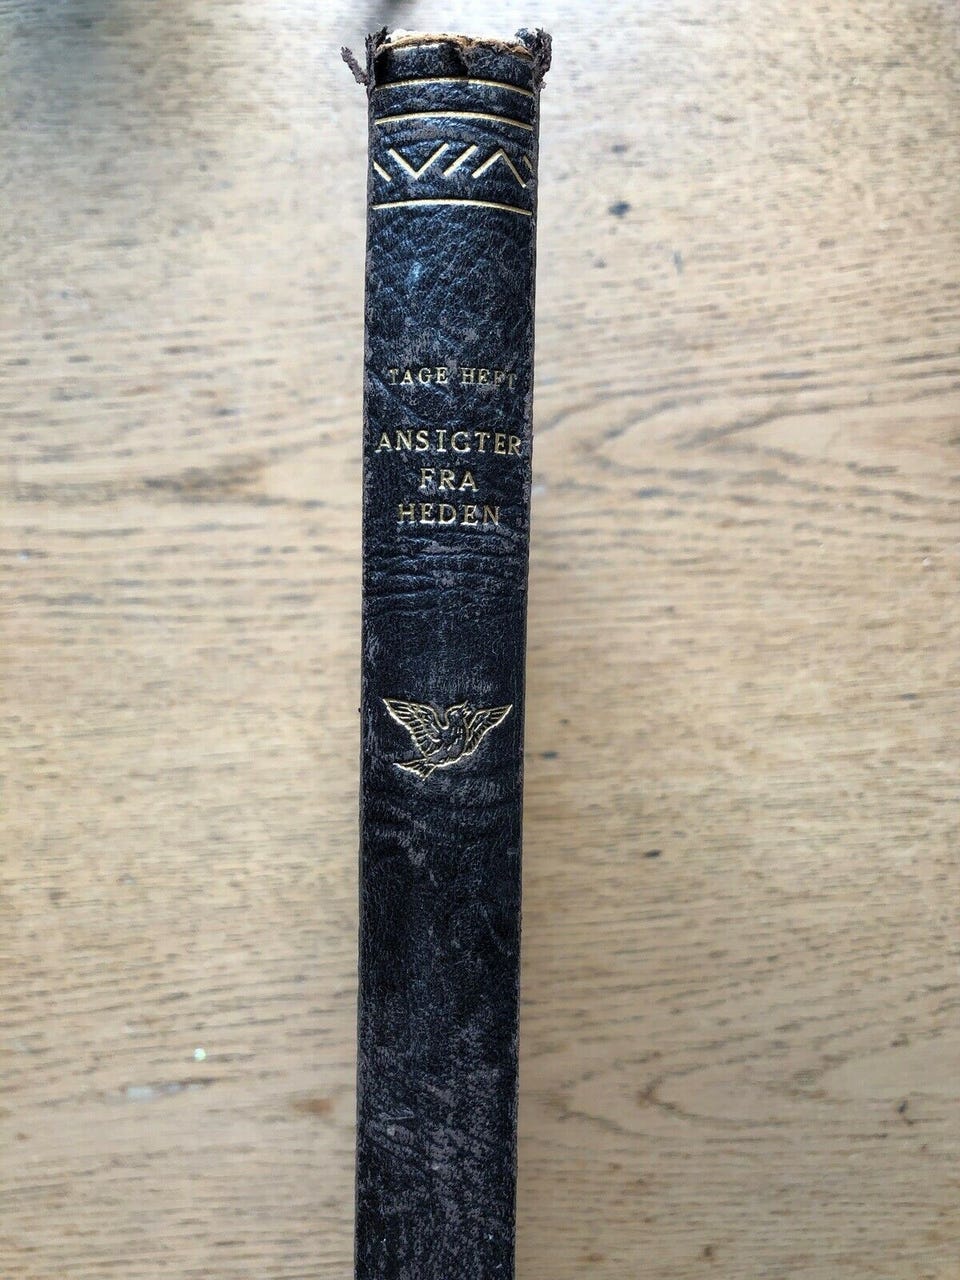 TAGE HEFT
ANSIGTER
FRA
HEDEN